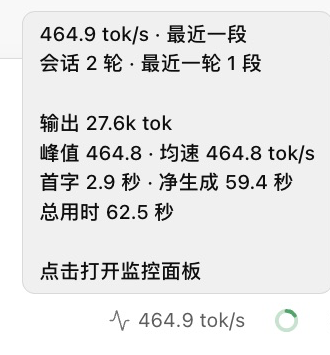 464.9 tok/s · 最近一段
会话 2 轮 · 最近一轮 1 段
输出 27.6k tok
峰值 464.8 · 均速 464.8 tok/s
首字 2.9 秒 · 净生成 59.4 秒
总用时 62.5 秒
点击打开监控面板
464.9 tok/s